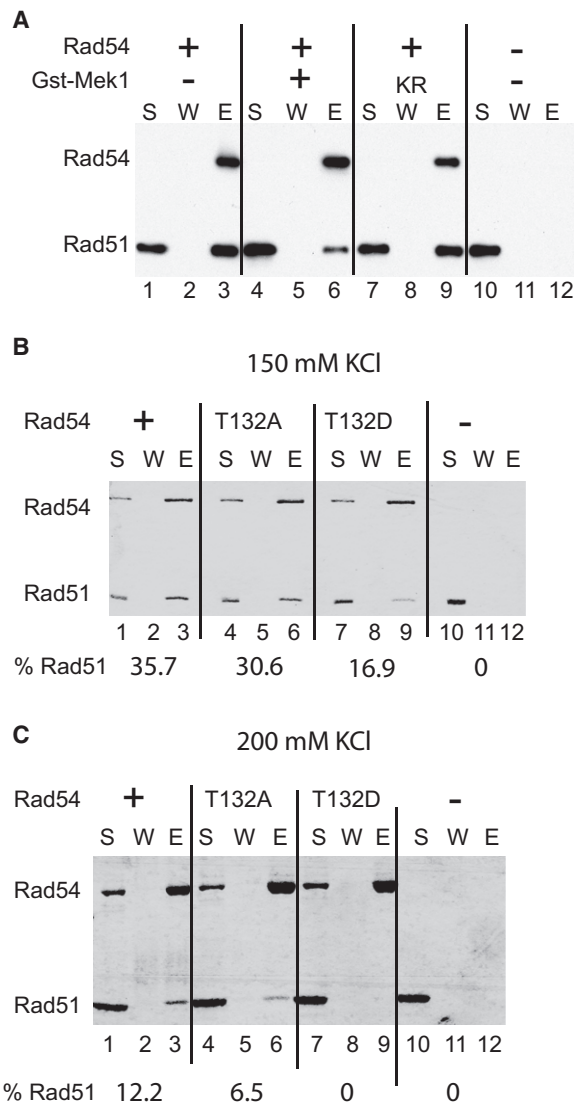 A
Rad54 + + + -
Gst-Mek1 - + KR -
S W E S W E S W E S W E
Rad54
Rad51
1 2 3 4 5 6 7 8 9 10 11 12
B
150 mM KCl
Rad54 + T132A T132D -
S W E S W E S W E S W E
Rad54
Rad51
1 2 3 4 5 6 7 8 9 10 11 12
% Rad51 35.7 30.6 16.9 0
C
200 mM KCl
Rad54 + T132A T132D -
S W E S W E S W E S W E
Rad54
Rad51
1 2 3 4 5 6 7 8 9 10 11 12
% Rad51 12.2 6.5 0 0